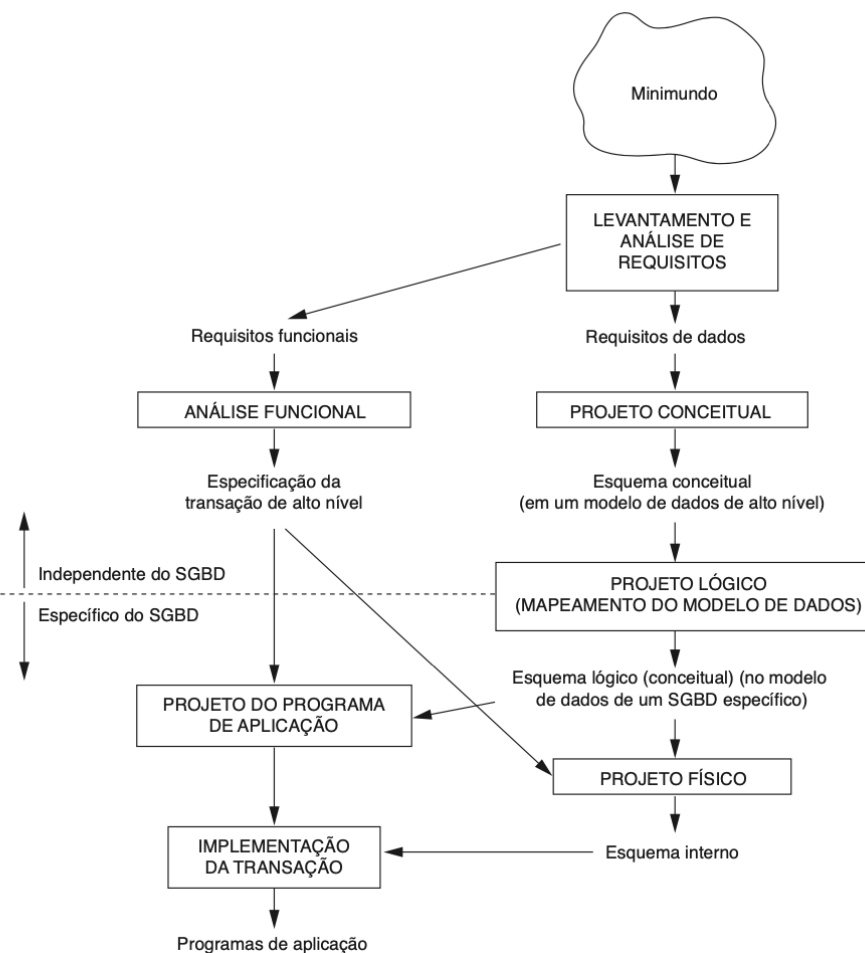 Minimundo
LEVANTAMENTO E
ANÁLISE DE
REQUISITOS
Requisitos funcionais
Requisitos de dados
ANÁLISE FUNCIONAL
PROJETO CONCEITUAL
Especificação da
transação de alto nível
Esquema conceitual
(em um modelo de dados de alto nível)
Independente do SGBD
Específico do SGBD
PROJETO LÓGICO
(MAPEAMENTO DO MODELO DE DADOS)
Esquema lógico (conceitual) (no modelo
de dados de um SGBD específico)
PROJETO DO PROGRAMA
DE APLICAÇÃO
PROJETO FÍSICO
IMPLEMENTAÇÃO
DA TRANSAÇÃO
Esquema interno
Programas de aplicação